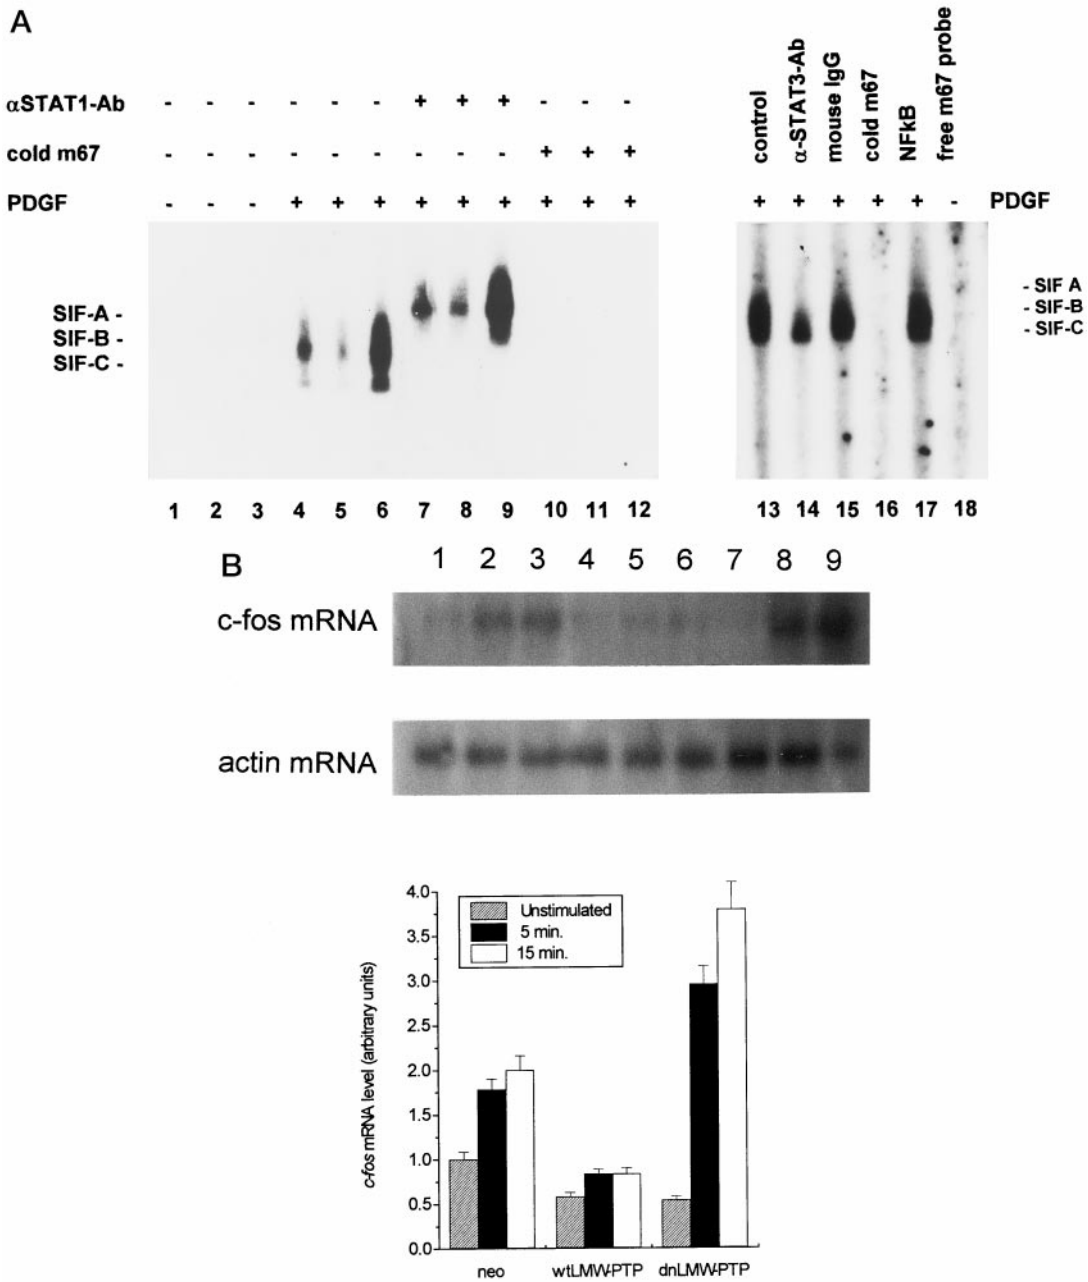 A
αSTAT1-Ab - - - - - - + + + - - -
cold m67 - - - - - - - - - + + +
PDGF - - - + + + + + + + + +
control
α-STAT3-Ab
mouse IgG
cold m67
NFkB
free m67 probe
+ + + + + - PDGF
SIF-A -
SIF-B -
SIF-C -
- SIF A
- SIF-B
- SIF-C
1 2 3 4 5 6 7 8 9 10 11 12
13 14 15 16 17 18
B
1 2 3 4 5 6 7 8 9
c-fos mRNA
actin mRNA
c-fos mRNA level (arbitrary units)
4.0
3.5
3.0
2.5
2.0
1.5
1.0
0.5
0.0
Unstimulated
5 min.
15 min.
neo wtLMW-PTP dnLMW-PTP